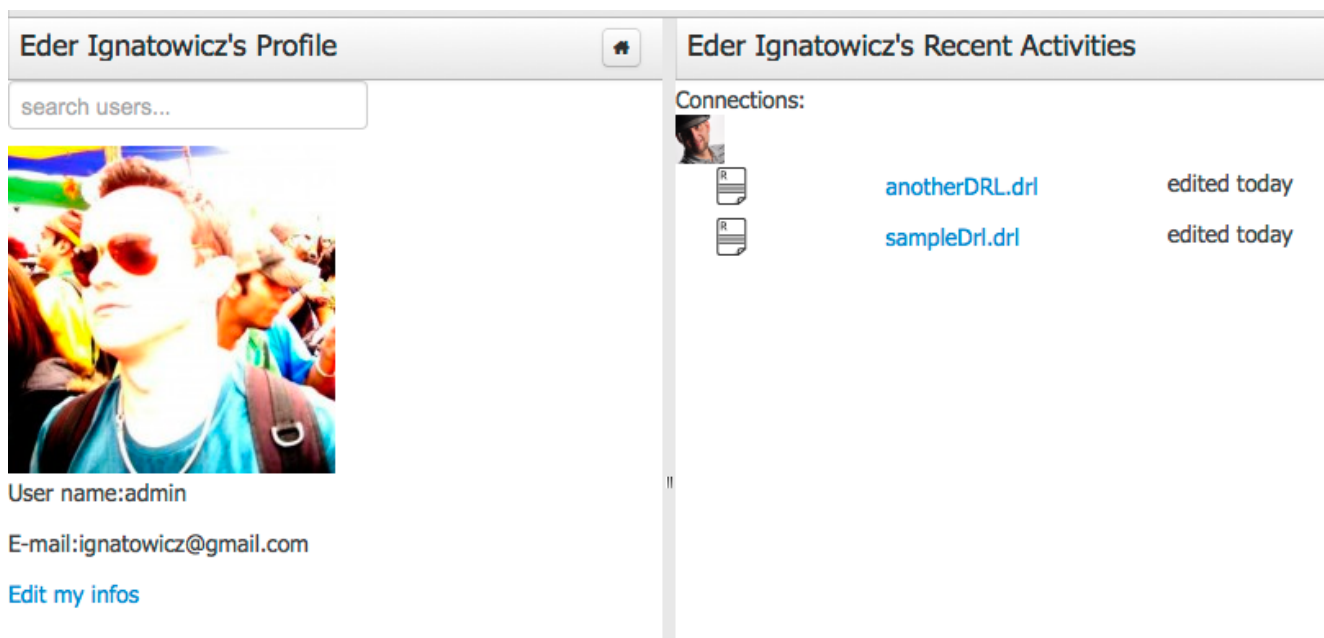 Eder Ignatowicz's Profile
search users...
User name:admin
E-mail:ignatowicz@gmail.com
Edit my infos
Eder Ignatowicz's Recent Activities
Connections:
R anotherDRL.drl edited today
R sampleDrl.drl edited today